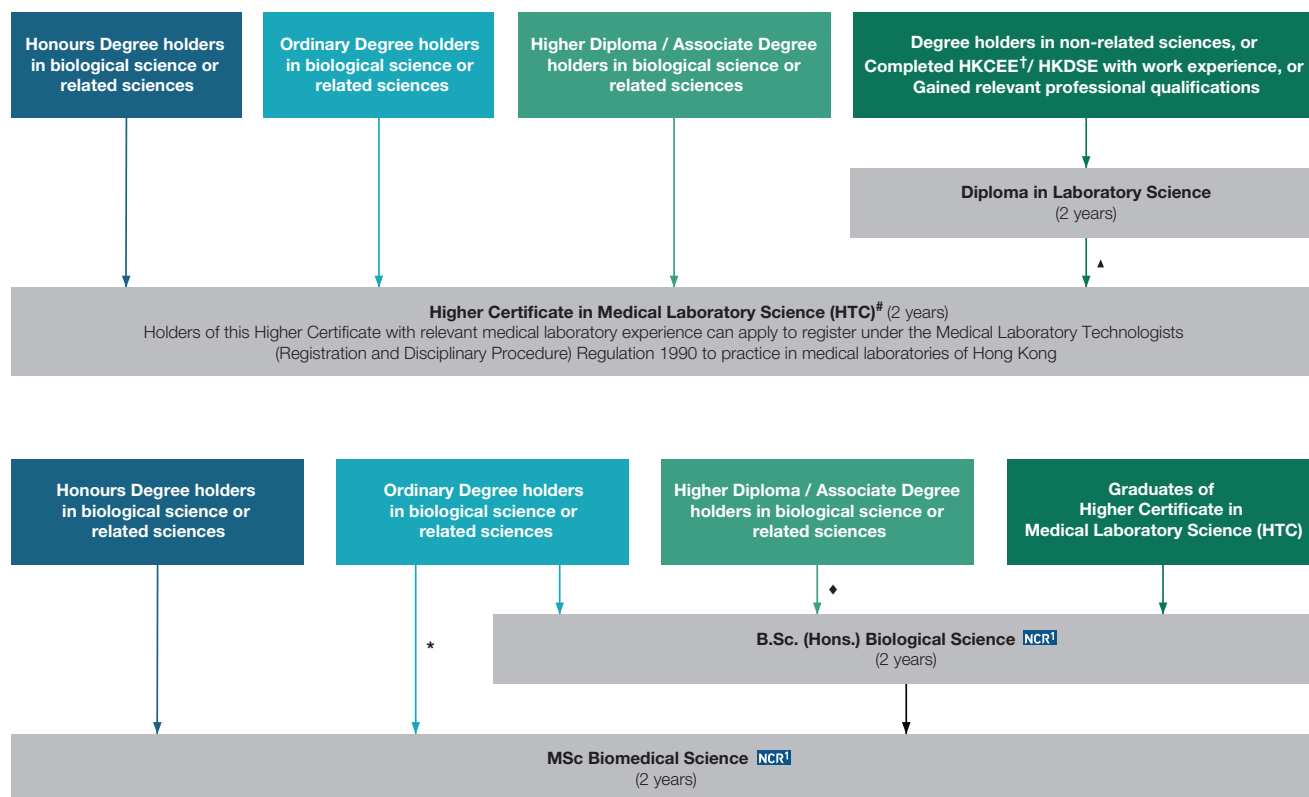 Honours Degree holders
in biological science or
related sciences
Ordinary Degree holders
in biological science or
related sciences
Higher Diploma / Associate Degree
holders in biological science or
related sciences
Degree holders in non-related sciences, or
Completed HKCEE†/ HKDSE with work experience, or
Gained relevant professional qualifications
Diploma in Laboratory Science
(2 years)
▲
Higher Certificate in Medical Laboratory Science (HTC)# (2 years)
Holders of this Higher Certificate with relevant medical laboratory experience can apply to register under the Medical Laboratory Technologists
(Registration and Disciplinary Procedure) Regulation 1990 to practice in medical laboratories of Hong Kong
Honours Degree holders
in biological science or
related sciences
Ordinary Degree holders
in biological science or
related sciences
Higher Diploma / Associate Degree
holders in biological science or
related sciences
Graduates of
Higher Certificate in
Medical Laboratory Science (HTC)
♦
*
B.Sc. (Hons.) Biological Science NCR1
(2 years)
MSc Biomedical Science NCR1
(2 years)